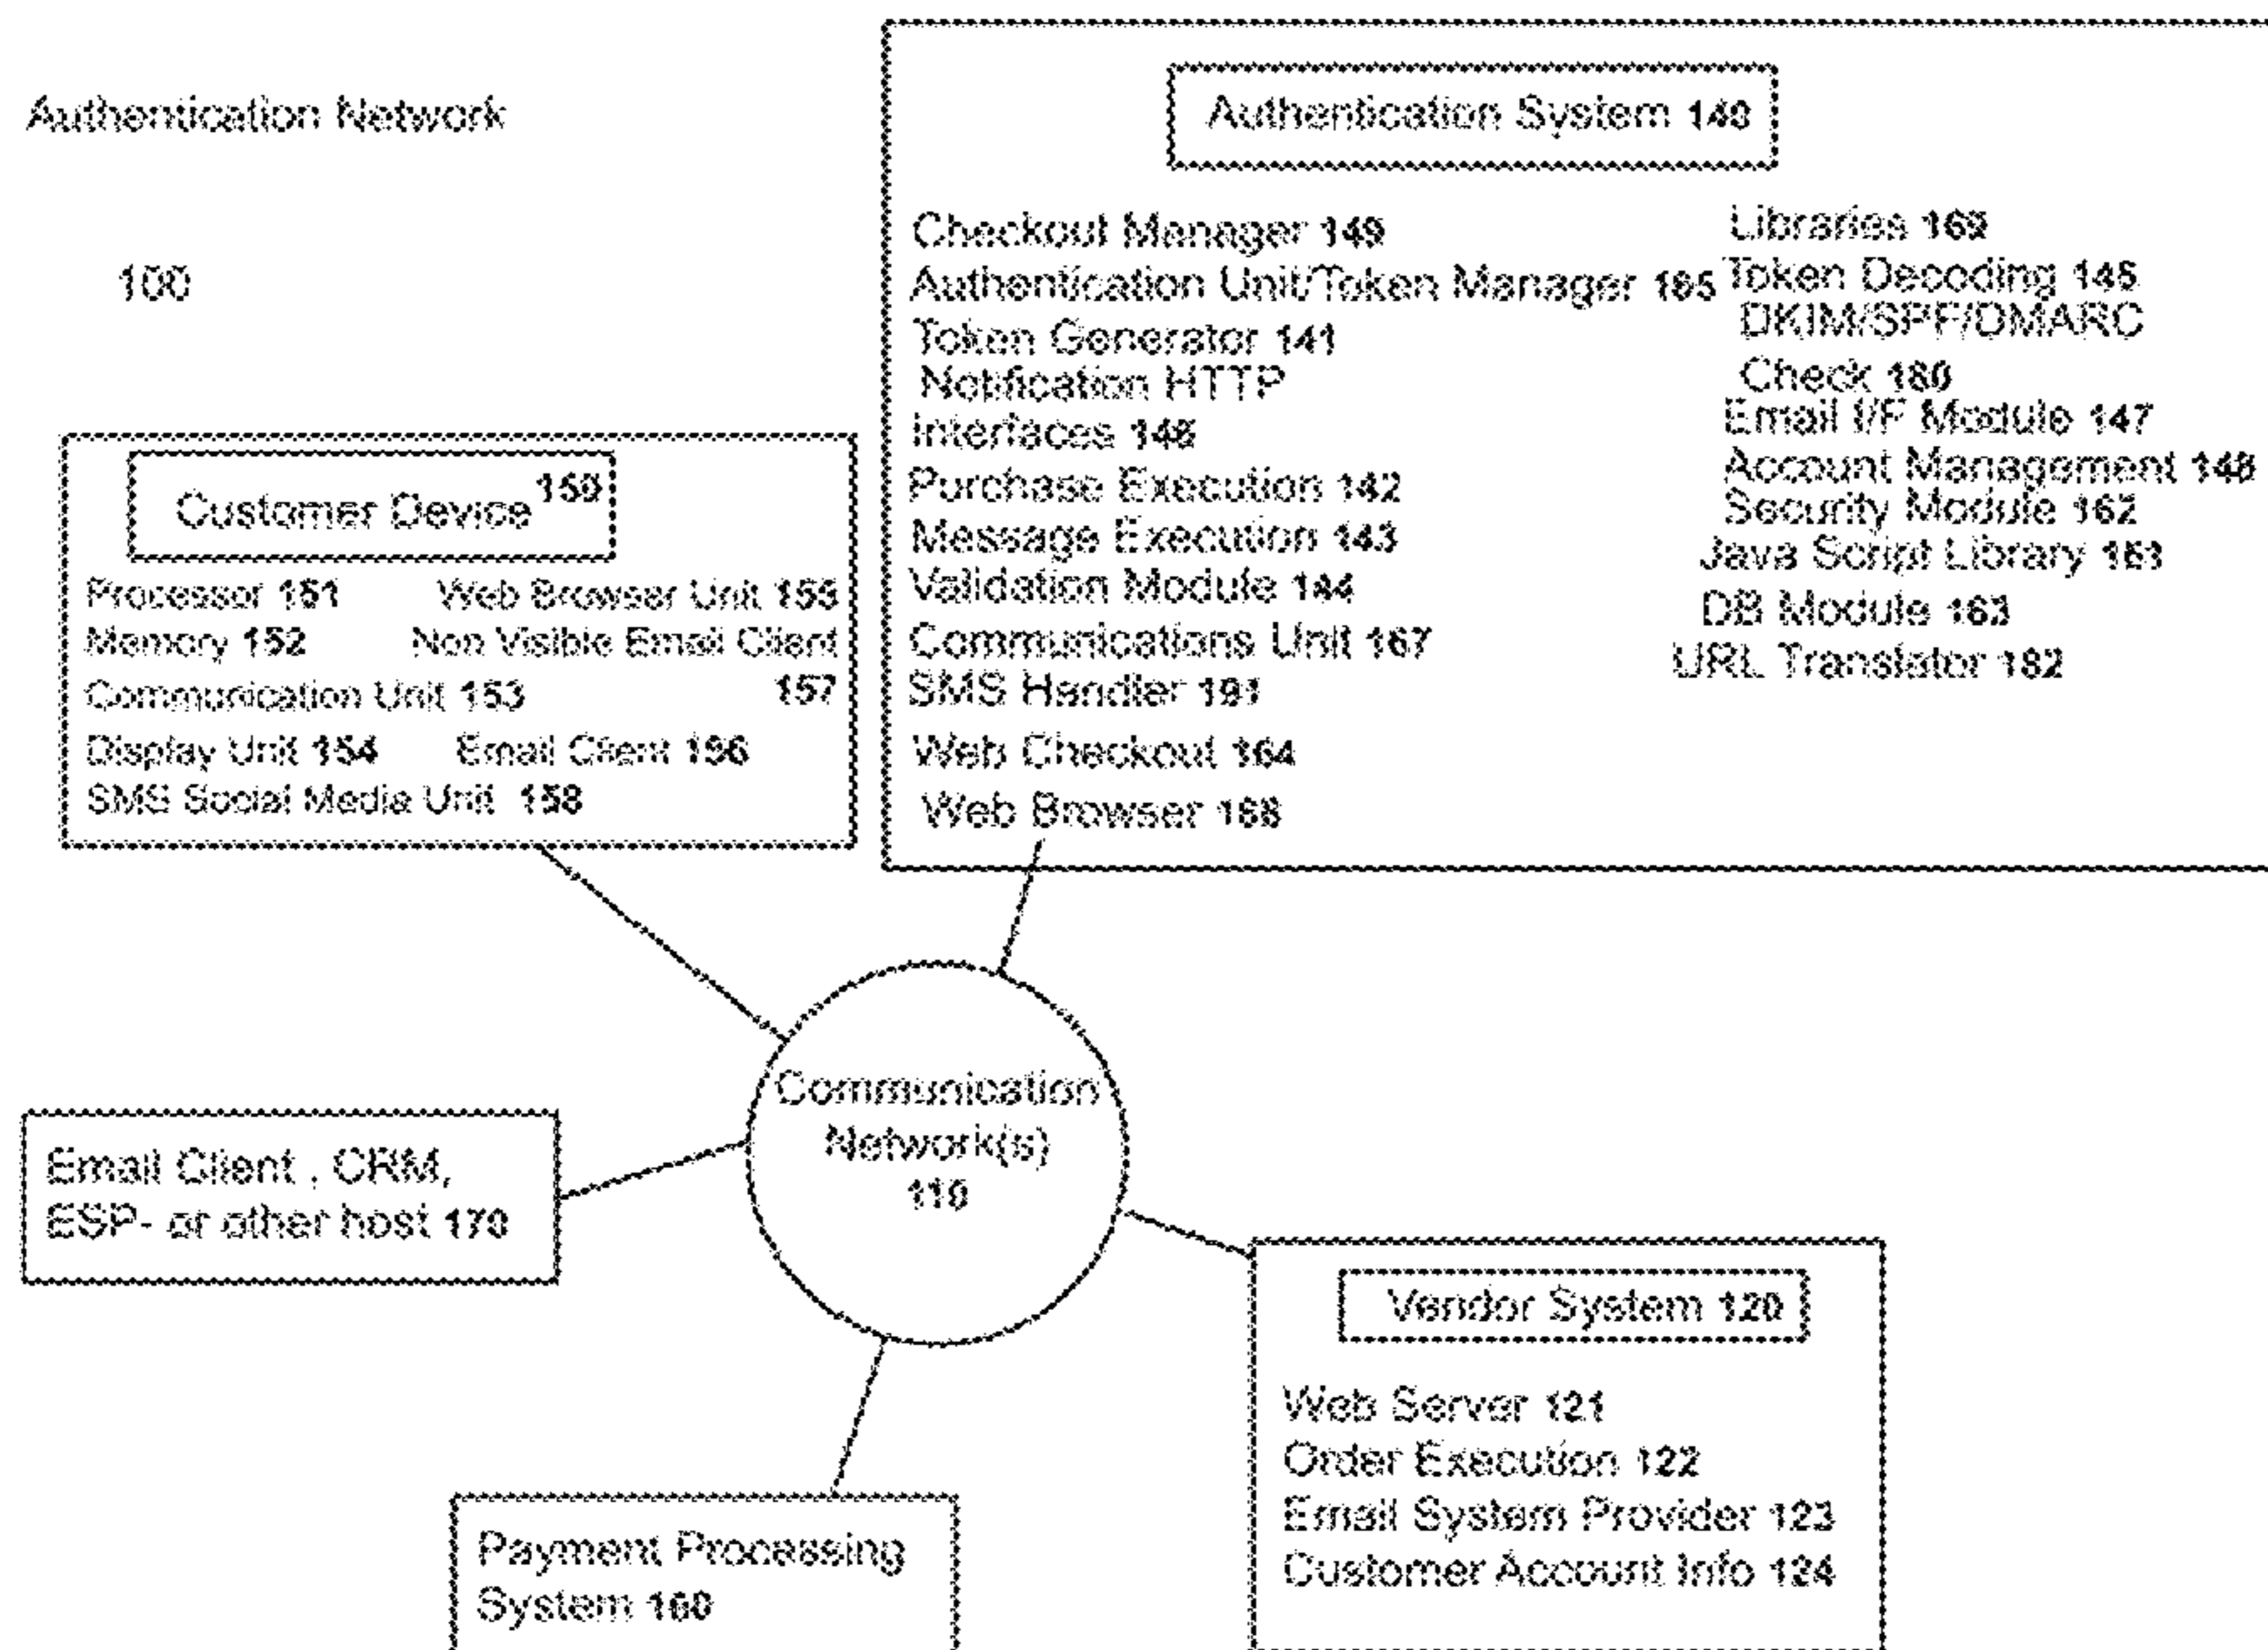 Authentication Network
100
Authentication System 140
Checkout Manager 149
Authentication Unit/Token Manager 165
Token Generator 141
Notification HTTP
Interfaces
Purchase Execution 142
Message Execution 143
Validation Module 144
Communications Unit 167
SMS Handler 191
Web Checkout 164
Web Browser 168
Libraries 169
Token Decoding 145
DKIM/SPF/DMARC
Check 180
Email I/F Module 147
Account Management 148
Security Module 162
Java Script Library
DB Module 163
URL Translator 182
Customer Device 150
Processor 151 Web Browser Unit 155
Memory 152 Non Visible Email Client
Communication Unit 153 157
Display Unit 154 Email Client
SMS Social Media Unit 158
Communication
Network(s)
110
Email Client , CRM,
ESP- or other host 170
Vendor System 120
Web Server 121
Order Execution 122
Email System Provider 123
Customer Account Info 124
Payment Processing
System 160